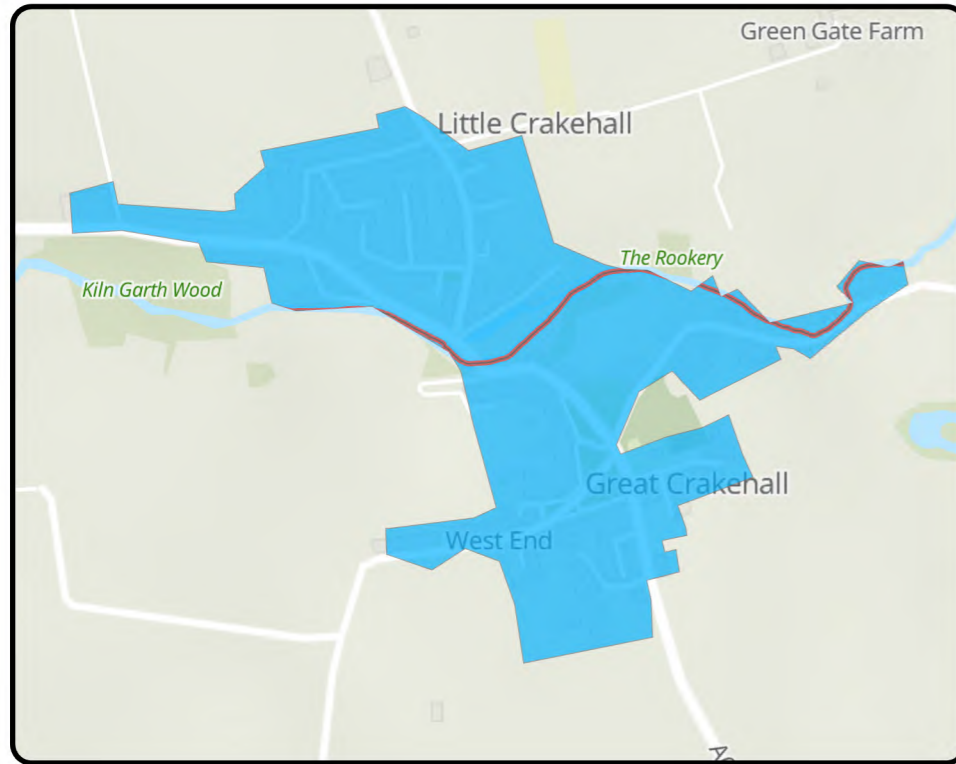 Green Gate Farm
Little Crakehall
The Rookery
Kiln Garth Wood
Great Crakehall
West End